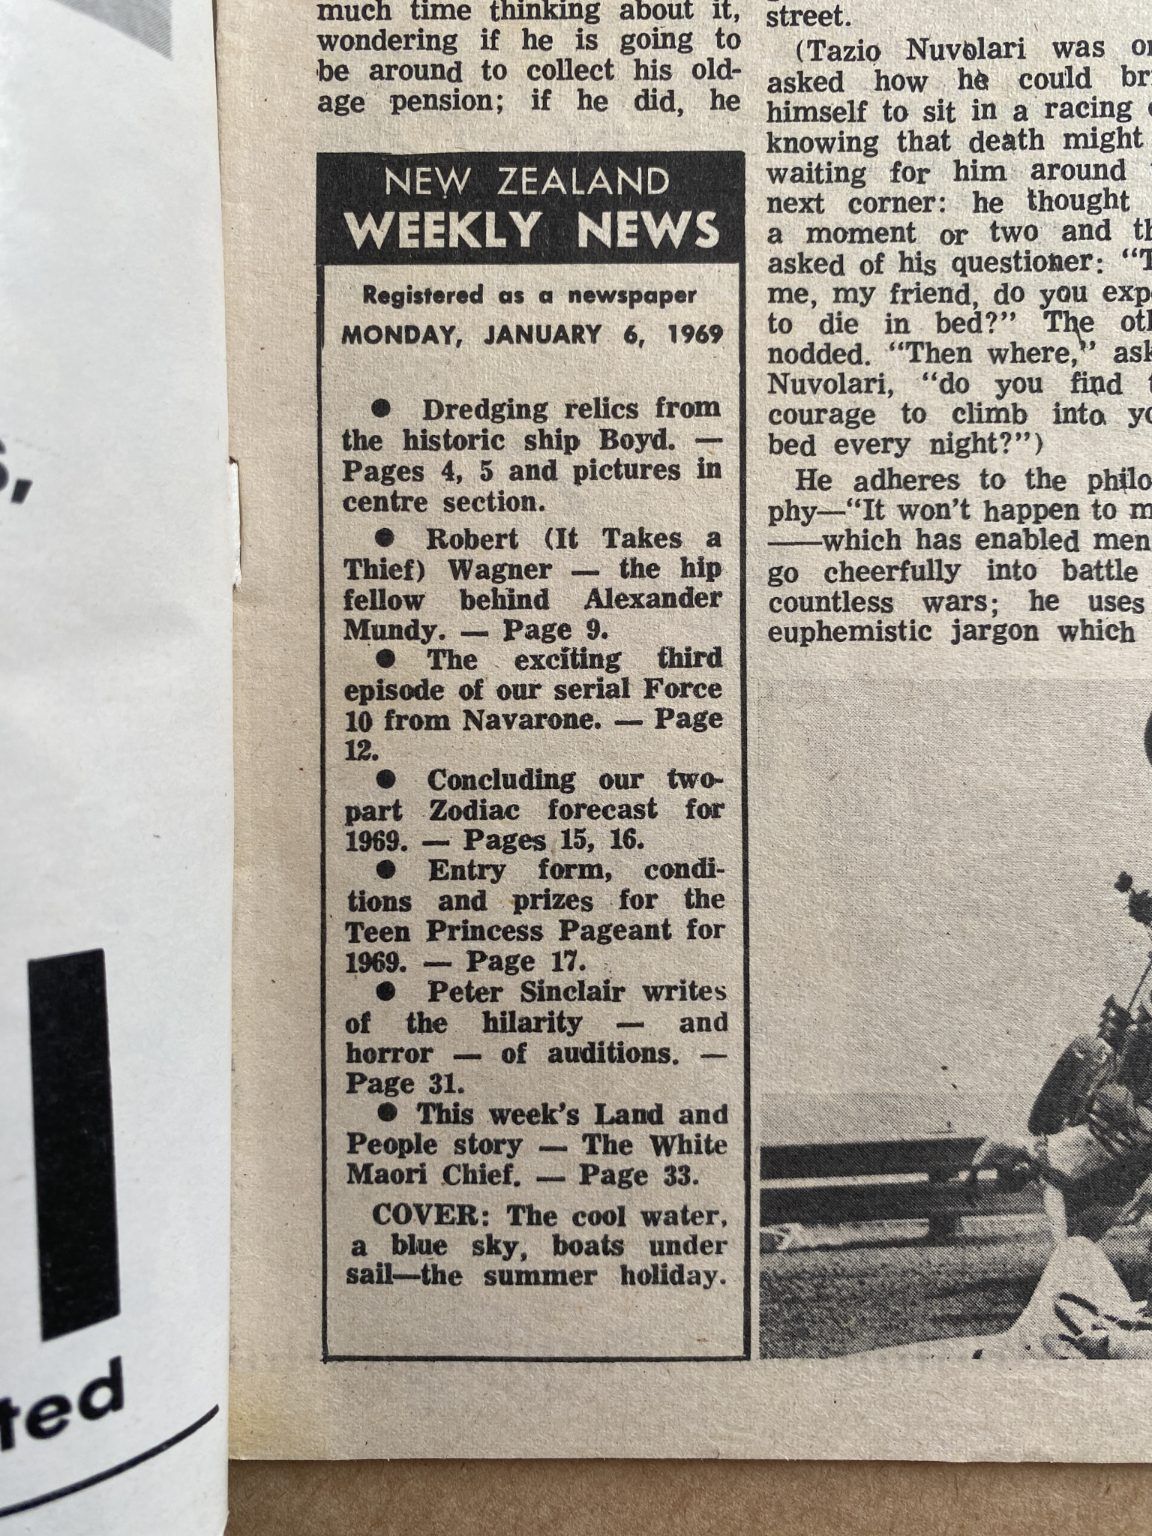 much time thinking about it,
wondering if he is going to
be around to collect his old-
age pension; if he did, he
NEW ZEALAND
WEEKLY NEWS
Registered as a newspaper
MONDAY, JANUARY 6, 1969
● Dredging relics from
the historic ship Boyd. —
Pages 4, 5 and pictures in
centre section.
● Robert (It Takes a
Thief) Wagner — the hip
fellow behind Alexander
Mundy. — Page 9.
● The exciting third
episode of our serial Force
10 from Navarone. — Page
12.
● Concluding our two-
part Zodiac forecast for
1969. — Pages 15, 16.
● Entry form, condi-
tions and prizes for the
Teen Princess Pageant for
1969. — Page 17.
● Peter Sinclair writes
of the hilarity — and
horror — of auditions. —
Page 31.
● This week's Land and
People story — The White
Maori Chief. — Page 33.
COVER: The cool water,
a blue sky, boats under
sail—the summer holiday.
street.
(Tazio Nuvolari was
asked how he could
himself to sit in a racing
knowing that death might
waiting for him around
next corner: he thought
a moment or two and
asked of his questioner:
me, my friend, do you
to die in bed?" The
nodded. "Then where,"
Nuvolari, "do you find
courage to climb into
bed every night?")
He adheres to the
phy—"It won't happen to
——which has enabled men
go cheerfully into battle
countless wars; he uses
euphemistic jargon which